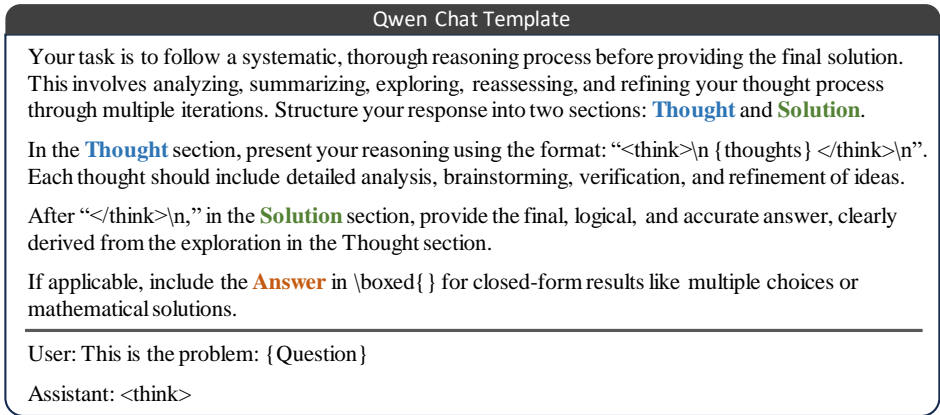 Qwen Chat Template
Your task is to follow a systematic, thorough reasoning process before providing the final solution.
This involves analyzing, summarizing, exploring, reassessing, and refining your thought process
through multiple iterations. Structure your response into two sections: Thought and Solution.
In the Thought section, present your reasoning using the format: “<think>\n {thoughts} </think>\n”.
Each thought should include detailed analysis, brainstorming, verification, and refinement of ideas.
After “</think>\n,” in the Solution section, provide the final, logical, and accurate answer, clearly
derived from the exploration in the Thought section.
If applicable, include the Answer in \boxed{} for closed-form results like multiple choices or
mathematical solutions.
User: This is the problem: {Question}
Assistant: <think>